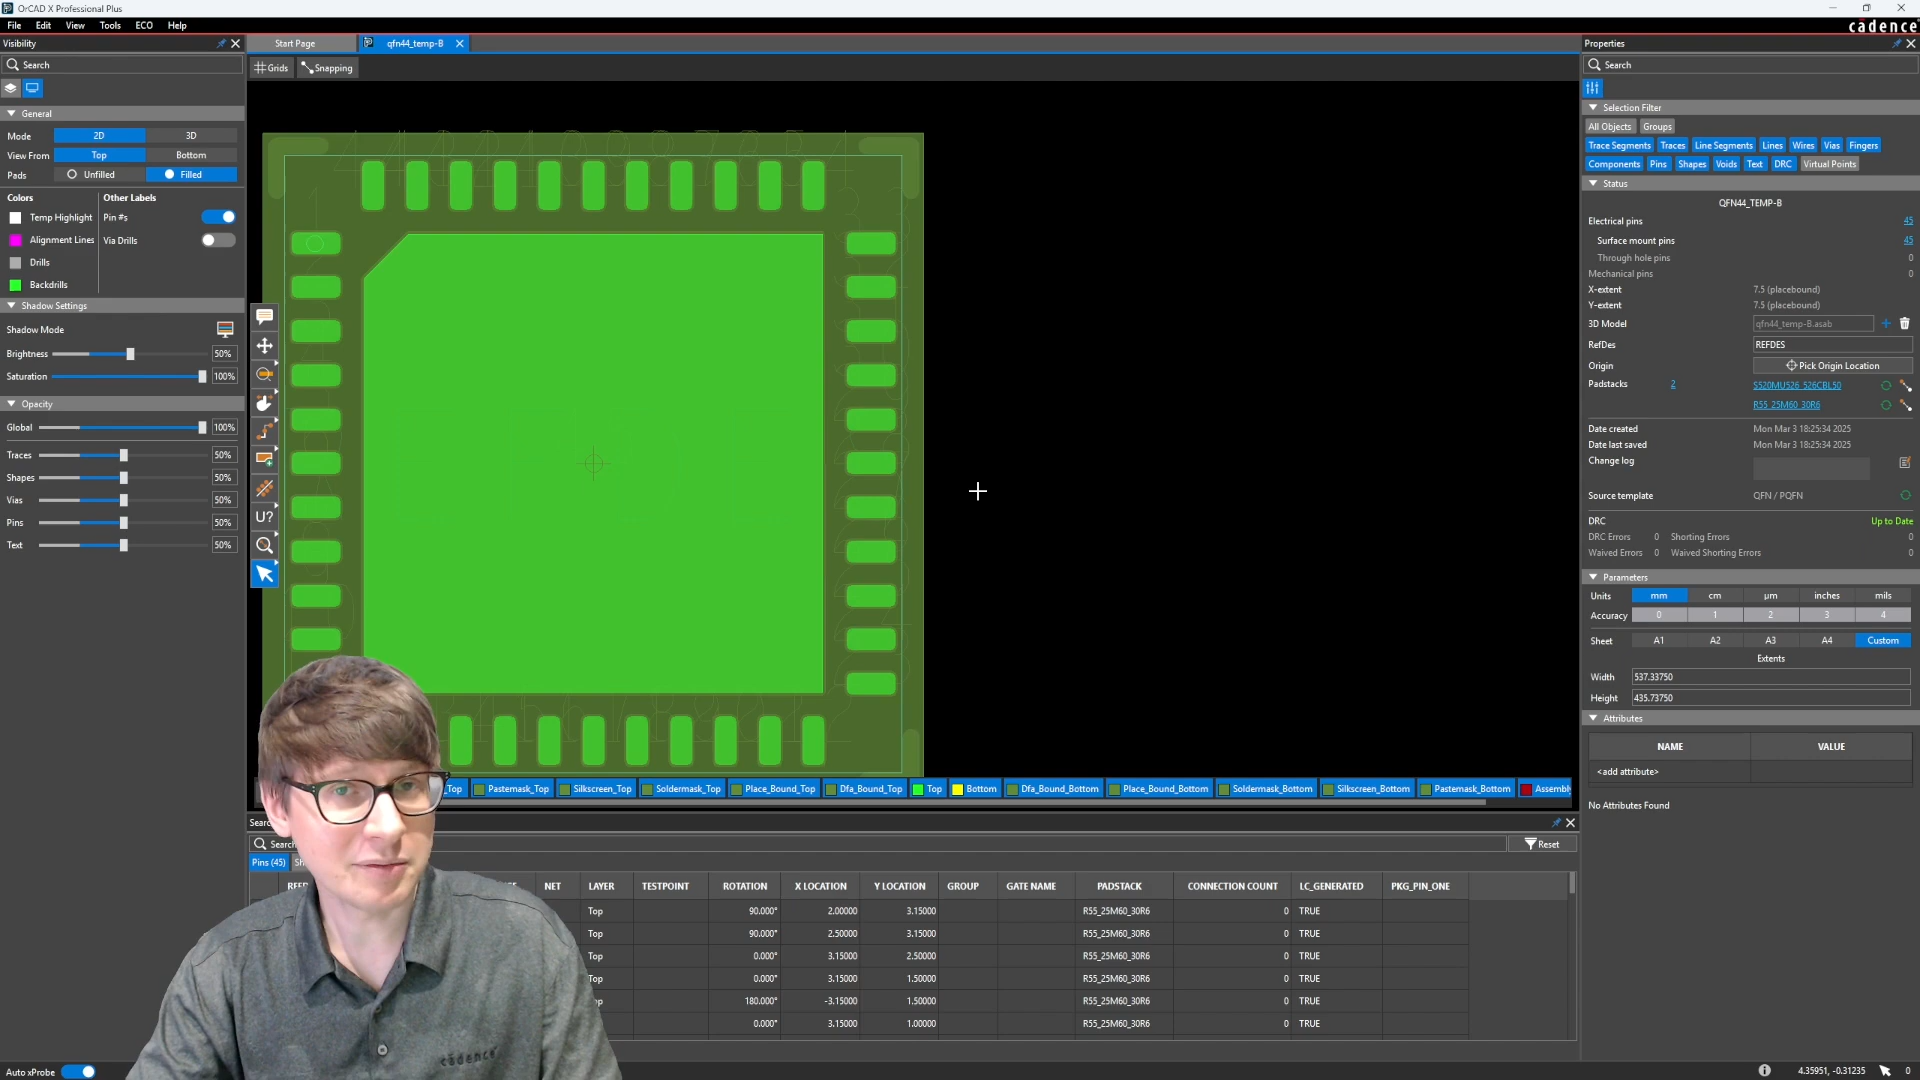 OrCAD X Professional Plus
File Edit View Tools ECO Help
cādence
Visibility
Search
General
Mode 2D 3D
View From Top Bottom
Pads Unfilled Filled
Colors Other Labels
Temp Highlight Pin #s
Alignment Lines Via Drills
Drills
Backdrills
Shadow Settings
Shadow Mode
Brightness 50%
Saturation 100%
Opacity
Global 100%
Traces 50%
Shapes 50%
Vias 50%
Pins 50%
Text 50%
Start Page qfn44_temp-B
Grids Snapping
U?
_Top Pastemask_Top Silkscreen_Top Soldermask_Top Place_Bound_Top Dfa_Bound_Top Top Bottom Dfa_Bound_Bottom Place_Bound_Bottom Soldermask_Bottom Silkscreen_Bottom Pastemask_Bottom Assembl
Searc
Searc Reset
Pins (45) Sh
REFD NET LAYER TESTPOINT ROTATION X LOCATION Y LOCATION GROUP GATE NAME PADSTACK CONNECTION COUNT LC_GENERATED PKG_PIN_ONE
Top 90.000° 2.00000 3.15000 R55_25M60_30R6 0 TRUE
Top 90.000° 2.50000 3.15000 R55_25M60_30R6 0 TRUE
Top 0.000° 3.15000 2.50000 R55_25M60_30R6 0 TRUE
Top 0.000° 3.15000 1.50000 R55_25M60_30R6 0 TRUE
op 180.000° -3.15000 1.50000 R55_25M60_30R6 0 TRUE
0.000° 3.15000 1.00000 R55_25M60_30R6 0 TRUE
cādence
Properties
Search
Selection Filter
All Objects Groups
Trace Segments Traces Line Segments Lines Wires Vias Fingers
Components Pins Shapes Voids Text DRC Virtual Points
Status
QFN44_TEMP-B
Electrical pins 45
Surface mount pins 45
Through hole pins 0
Mechanical pins 0
X-extent 7.5 (placebound)
Y-extent 7.5 (placebound)
3D Model qfn44_temp-B.asab
RefDes REFDES
Origin Pick Origin Location
Padstacks 2 S520MU526_526CBL50
R55_25M60_30R6
Date created Mon Mar 3 18:25:34 2025
Date last saved Mon Mar 3 18:25:34 2025
Change log
Source template QFN / PQFN
DRC Up to Date
DRC Errors 0 Shorting Errors 0
Waived Errors 0 Waived Shorting Errors 0
Parameters
Units mm cm µm inches mils
Accuracy 0 1 2 3 4
Sheet A1 A2 A3 A4 Custom
Extents
Width 537.33750
Height 435.73750
Attributes
NAME VALUE
<add attribute>
No Attributes Found
Auto xProbe 4.35951, -0.31235 0